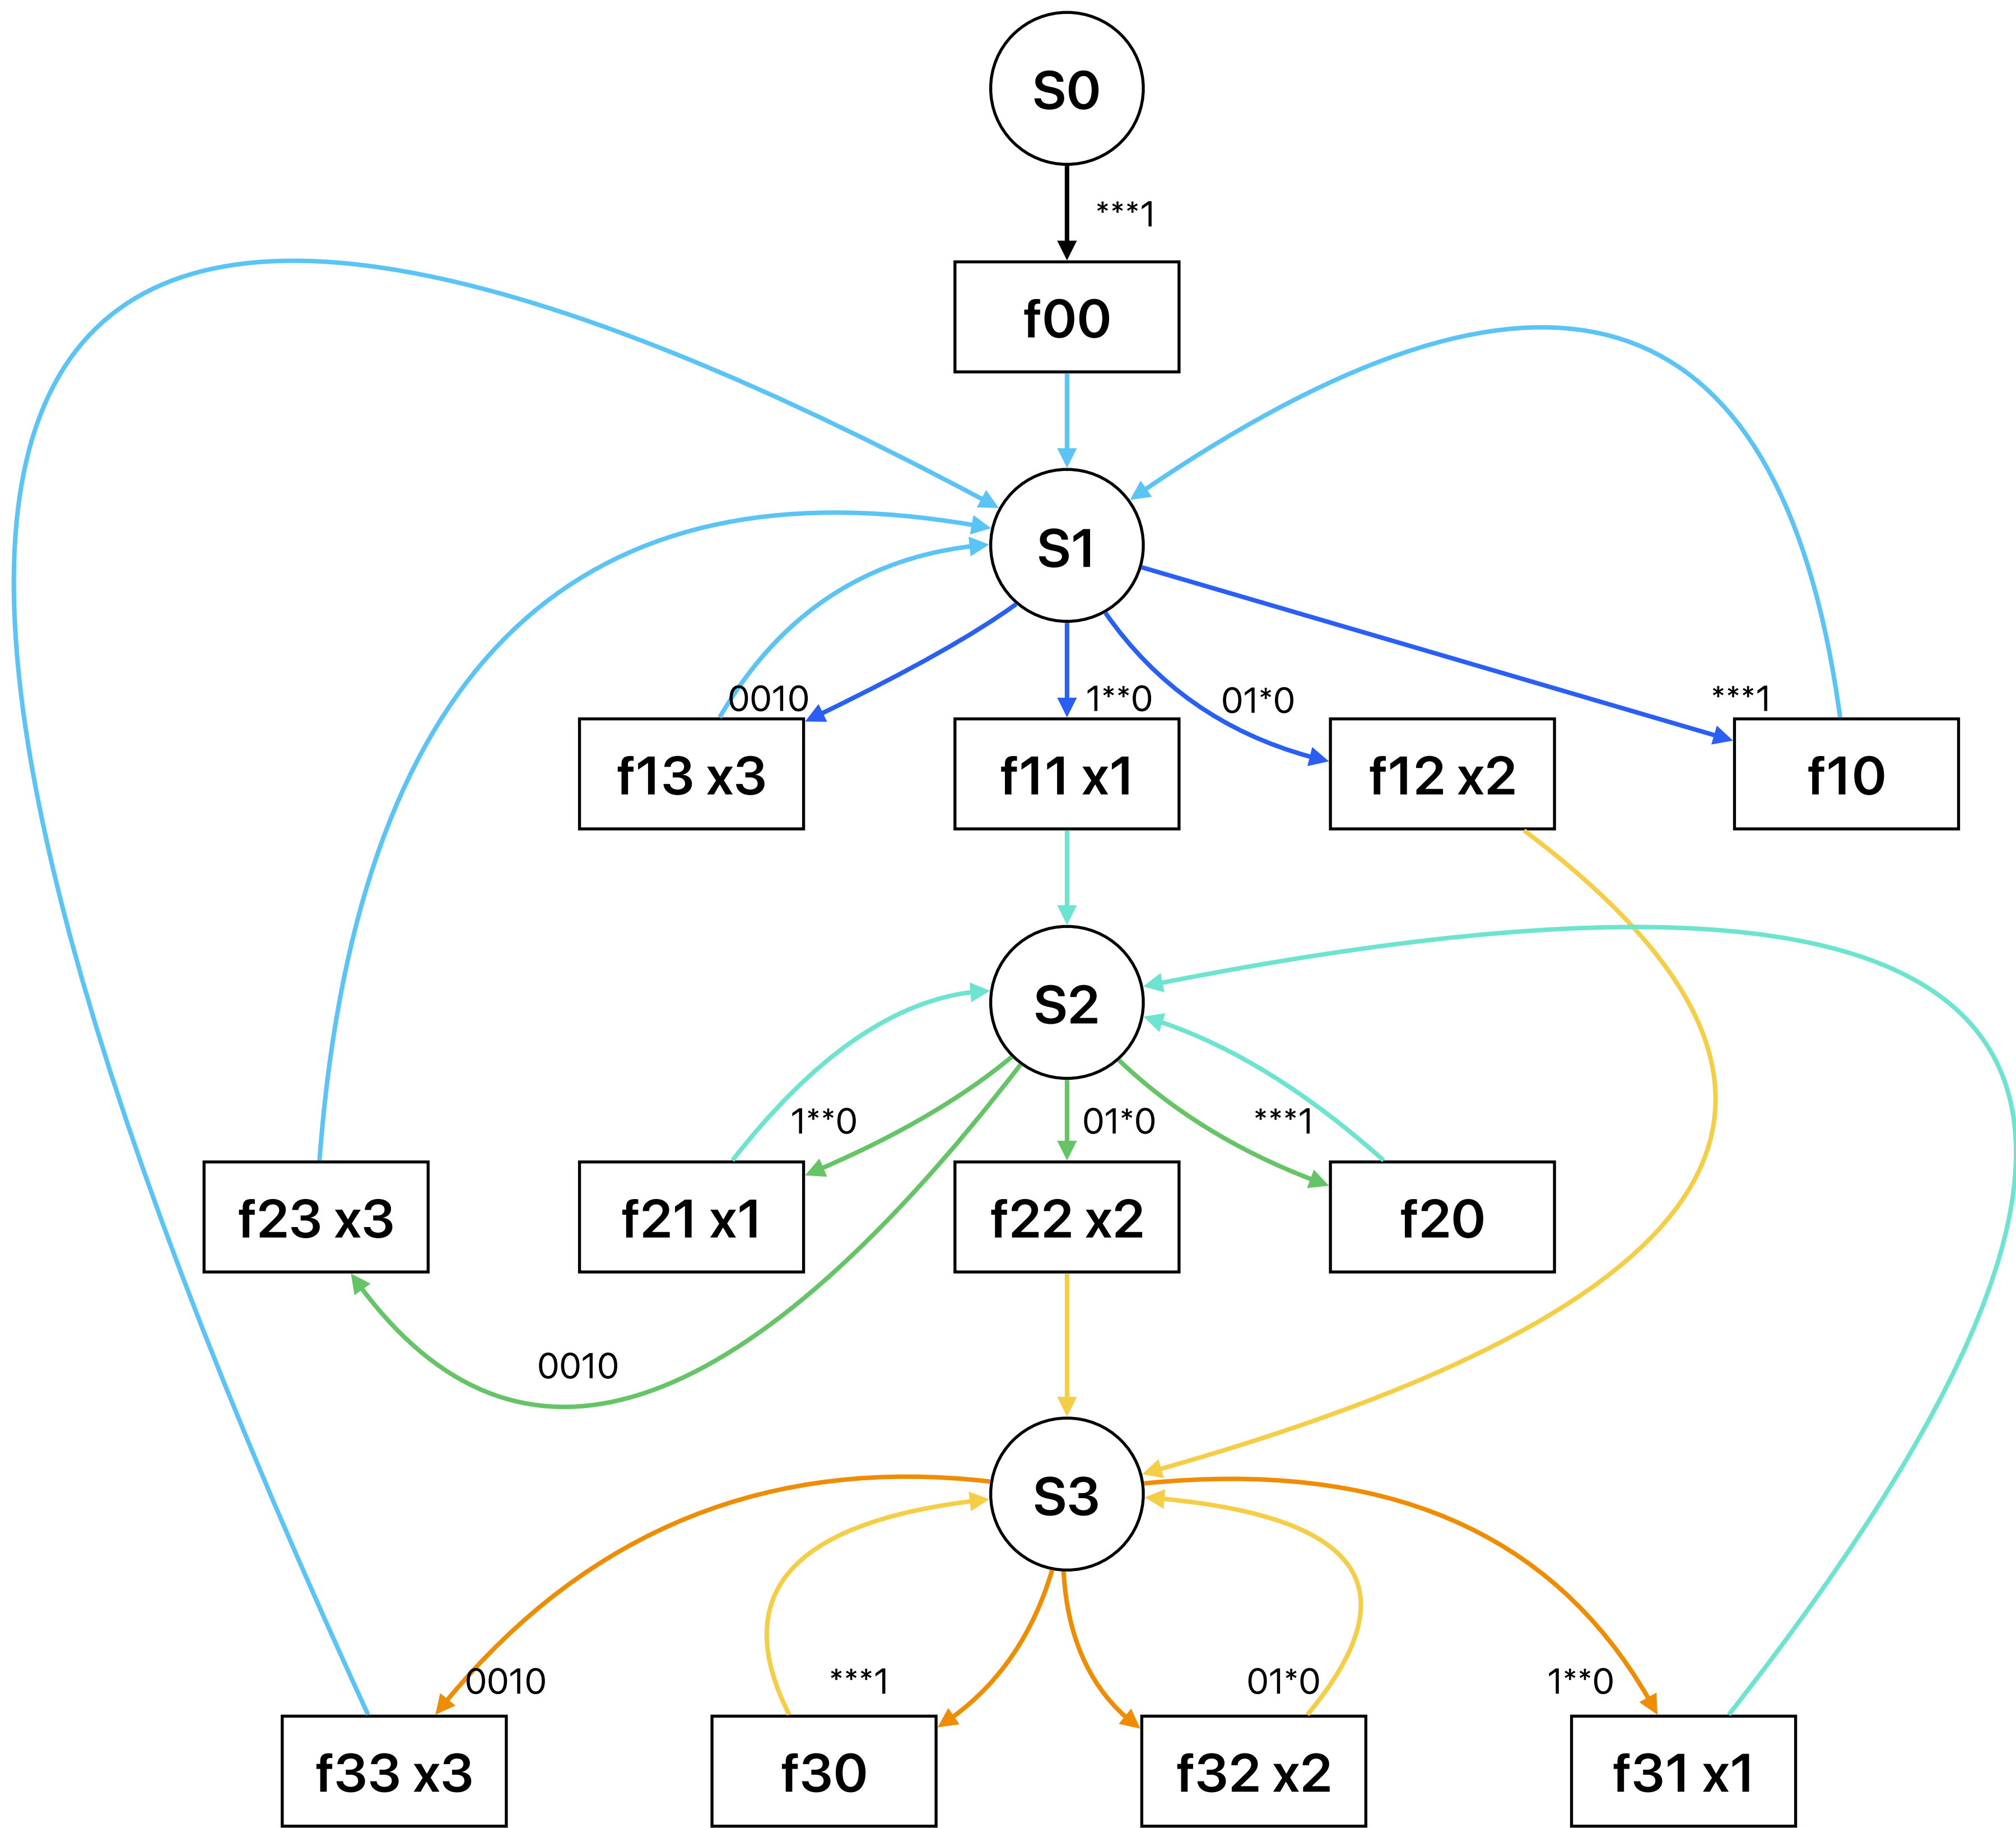 S0
***1
f00
S1
0010
1**0
01*0
***1
f13 x3
f11 x1
f12 x2
f10
S2
1**0
01*0
***1
f23 x3
f21 x1
f22 x2
f20
0010
S3
0010
***1
01*0
1**0
f33 x3
f30
f32 x2
f31 x1